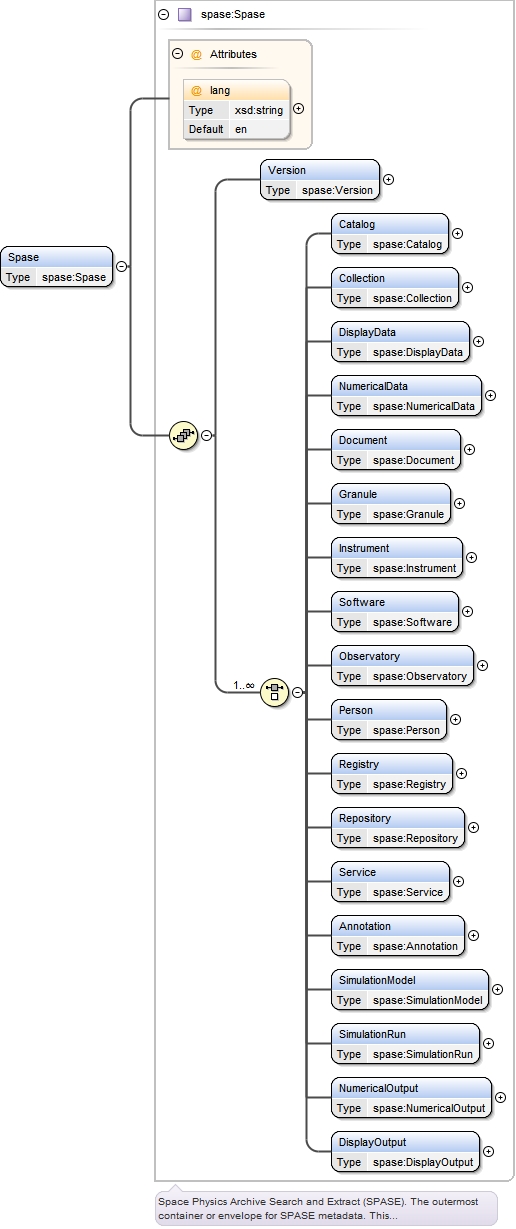 spase:Spase
@ Attributes
@ lang
Type xsd:string
Default en
Spase
Type spase:Spase
Version
Type spase:Version
1..∞
Catalog
Type spase:Catalog
Collection
Type spase:Collection
DisplayData
Type spase:DisplayData
NumericalData
Type spase:NumericalData
Document
Type spase:Document
Granule
Type spase:Granule
Instrument
Type spase:Instrument
Software
Type spase:Software
Observatory
Type spase:Observatory
Person
Type spase:Person
Registry
Type spase:Registry
Repository
Type spase:Repository
Service
Type spase:Service
Annotation
Type spase:Annotation
SimulationModel
Type spase:SimulationModel
SimulationRun
Type spase:SimulationRun
NumericalOutput
Type spase:NumericalOutput
DisplayOutput
Type spase:DisplayOutput
Space Physics Archive Search and Extract (SPASE). The outermost
container or envelope for SPASE metadata. This...